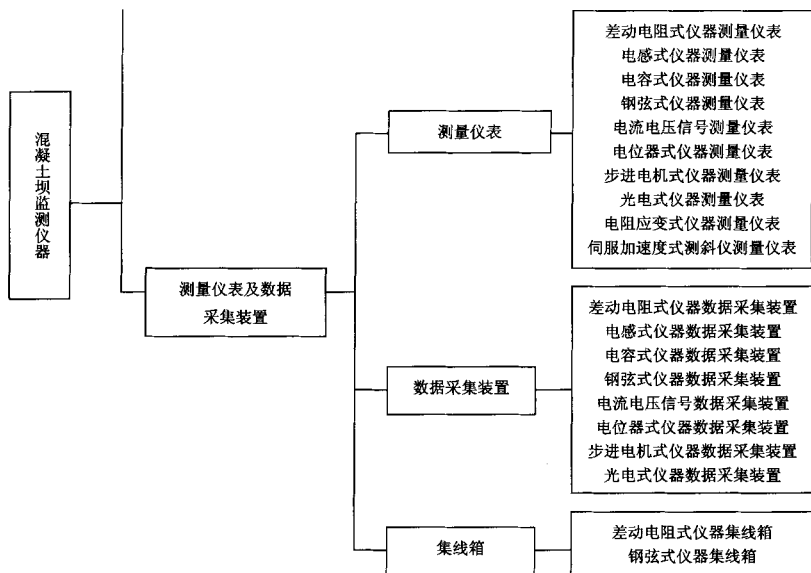 混凝土坝监测仪器
测量仪表及数据
采集装置
测量仪表
差动电阻式仪器测量仪表
电感式仪器测量仪表
电容式仪器测量仪表
钢弦式仪器测量仪表
电流电压信号测量仪表
电位器式仪器测量仪表
步进电机式仪器测量仪表
光电式仪器测量仪表
电阻应变式仪器测量仪表
伺服加速度式测斜仪测量仪表
数据采集装置
差动电阻式仪器数据采集装置
电感式仪器数据采集装置
电容式仪器数据采集装置
钢弦式仪器数据采集装置
电流电压信号数据采集装置
电位器式仪器数据采集装置
步进电机式仪器数据采集装置
光电式仪器数据采集装置
集线箱
差动电阻式仪器集线箱
钢弦式仪器集线箱